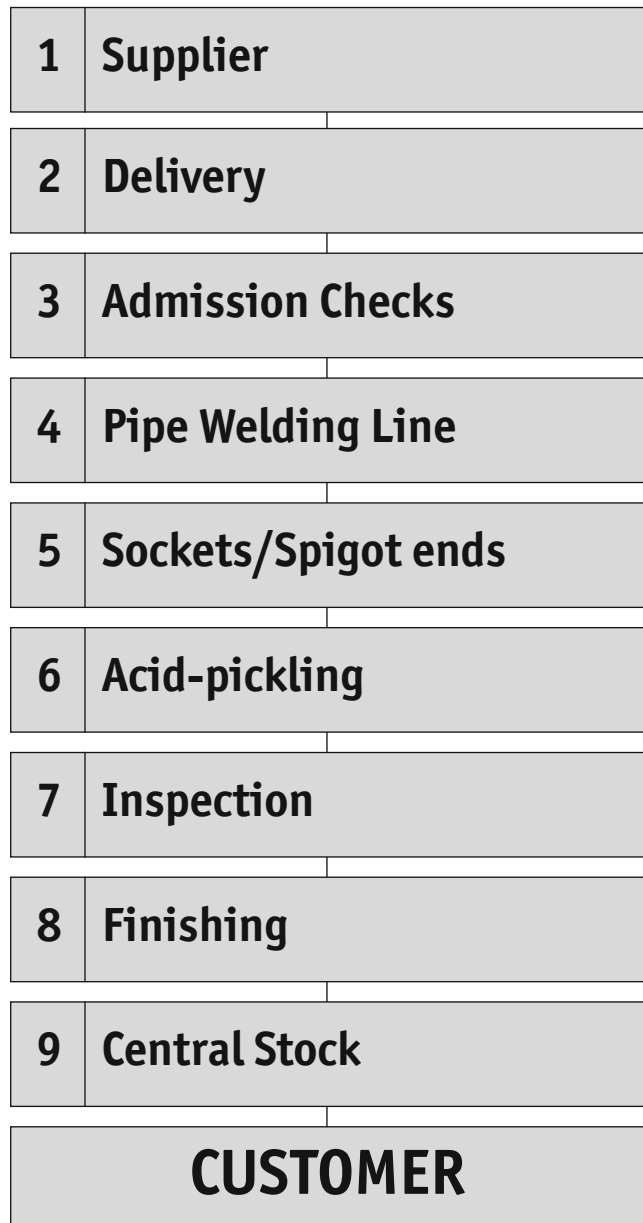 1 Supplier
2 Delivery
3 Admission Checks
4 Pipe Welding Line
5 Sockets/Spigot ends
6 Acid-pickling
7 Inspection
8 Finishing
9 Central Stock
CUSTOMER